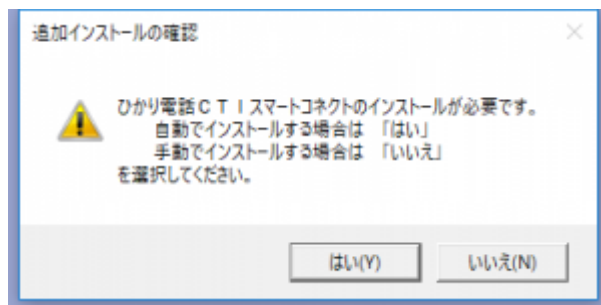 追加インストールの確認
ひかり電話ＣＴＩスマートコネクトのインストールが必要です。
自動でインストールする場合は 「はい」
手動でインストールする場合は 「いいえ」
を選択してください。
はい(Y)
いいえ(N)